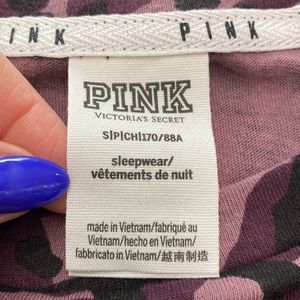 INK PINK
PINK
VICTORIA'S SECRET
S|P|CH|170/88A
sleepwear/
vêtements de nuit
made in Vietnam/fabriqué au
Vietnam/hecho en Vietnam/
fabbricato in Vietnam/越南制造